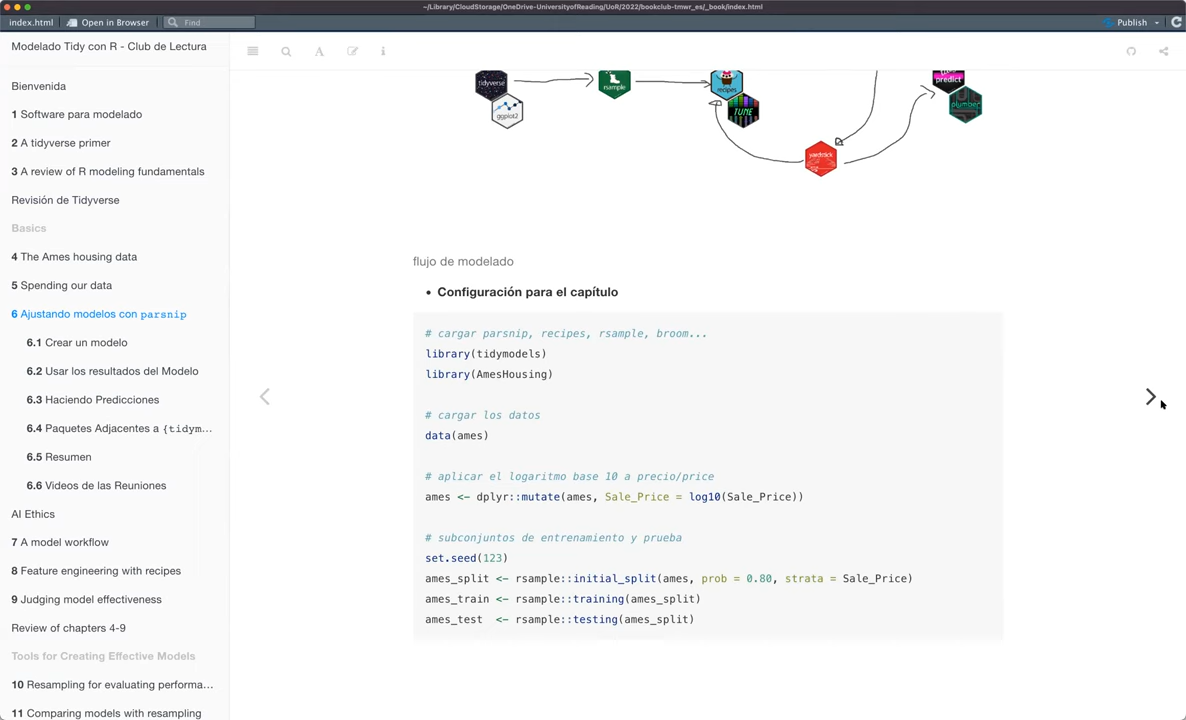 ~/Library/CloudStorage/OneDrive-UniversityofReading/UoR/2022/bookclub-tmwr_es/_book/index.html
index.html
Open in Browser
Find
Publish
Modelado Tidy con R - Club de Lectura
Bienvenida
1 Software para modelado
2 A tidyverse primer
3 A review of R modeling fundamentals
Revisión de Tidyverse
Basics
4 The Ames housing data
5 Spending our data
6 Ajustando modelos con parsnip
6.1 Crear un modelo
6.2 Usar los resultados del Modelo
6.3 Haciendo Predicciones
6.4 Paquetes Adjacentes a {tidym...
6.5 Resumen
6.6 Videos de las Reuniones
AI Ethics
7 A model workflow
8 Feature engineering with recipes
9 Judging model effectiveness
Review of chapters 4-9
Tools for Creating Effective Models
10 Resampling for evaluating performa...
11 Comparing models with resampling
tidyverse
ggplot2
rsample
recipes
TUNE
yardstick
predict
plumber
flujo de modelado
• Configuración para el capítulo
# cargar parsnip, recipes, rsample, broom...
library(tidymodels)
library(AmesHousing)
# cargar los datos
data(ames)
# aplicar el logaritmo base 10 a precio/price
ames <- dplyr::mutate(ames, Sale_Price = log10(Sale_Price))
# subconjuntos de entrenamiento y prueba
set.seed(123)
ames_split <- rsample::initial_split(ames, prob = 0.80, strata = Sale_Price)
ames_train <- rsample::training(ames_split)
ames_test  <- rsample::testing(ames_split)